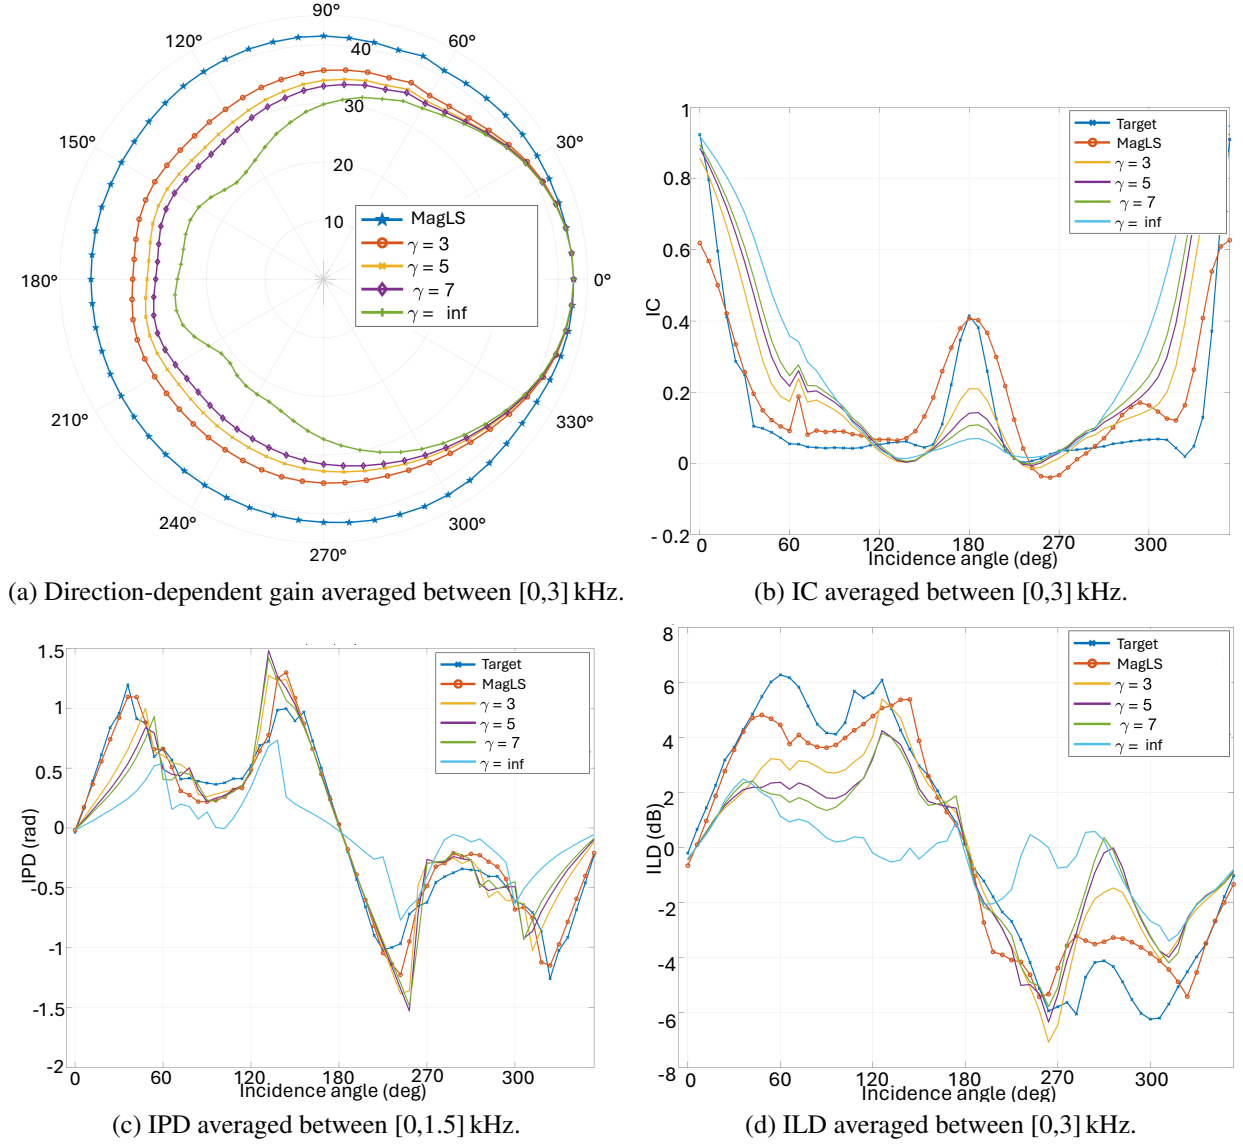 90°
120°
60°
40
30
150°
30°
20
10
MagLS
γ = 3
γ = 5
γ = 7
γ = inf
180°
0°
210°
330°
240°
300°
270°
(a) Direction-dependent gain averaged between [0,3] kHz.
1
0.8
0.6
0.4
0.2
0
- 0.2
IC
Target
MagLS
γ = 3
γ = 5
γ = 7
γ = inf
0 60 120 180 270 300
Incidence angle (deg)
(b) IC averaged between [0,3] kHz.
1.5
1
0.5
0
-0.5
-1
-1.5
-2
IPD (rad)
Target
MagLS
γ = 3
γ = 5
γ = 7
γ = inf
0 60 120 180 270 300
Incidence angle (deg)
(c) IPD averaged between [0,1.5] kHz.
8
6
4
2
0
-2
-4
-6
-8
ILD (dB)
Target
MagLS
γ = 3
γ = 5
γ = 7
γ = inf
0 60 120 180 270 300
Incidence angle (deg)
(d) ILD averaged between [0,3] kHz.